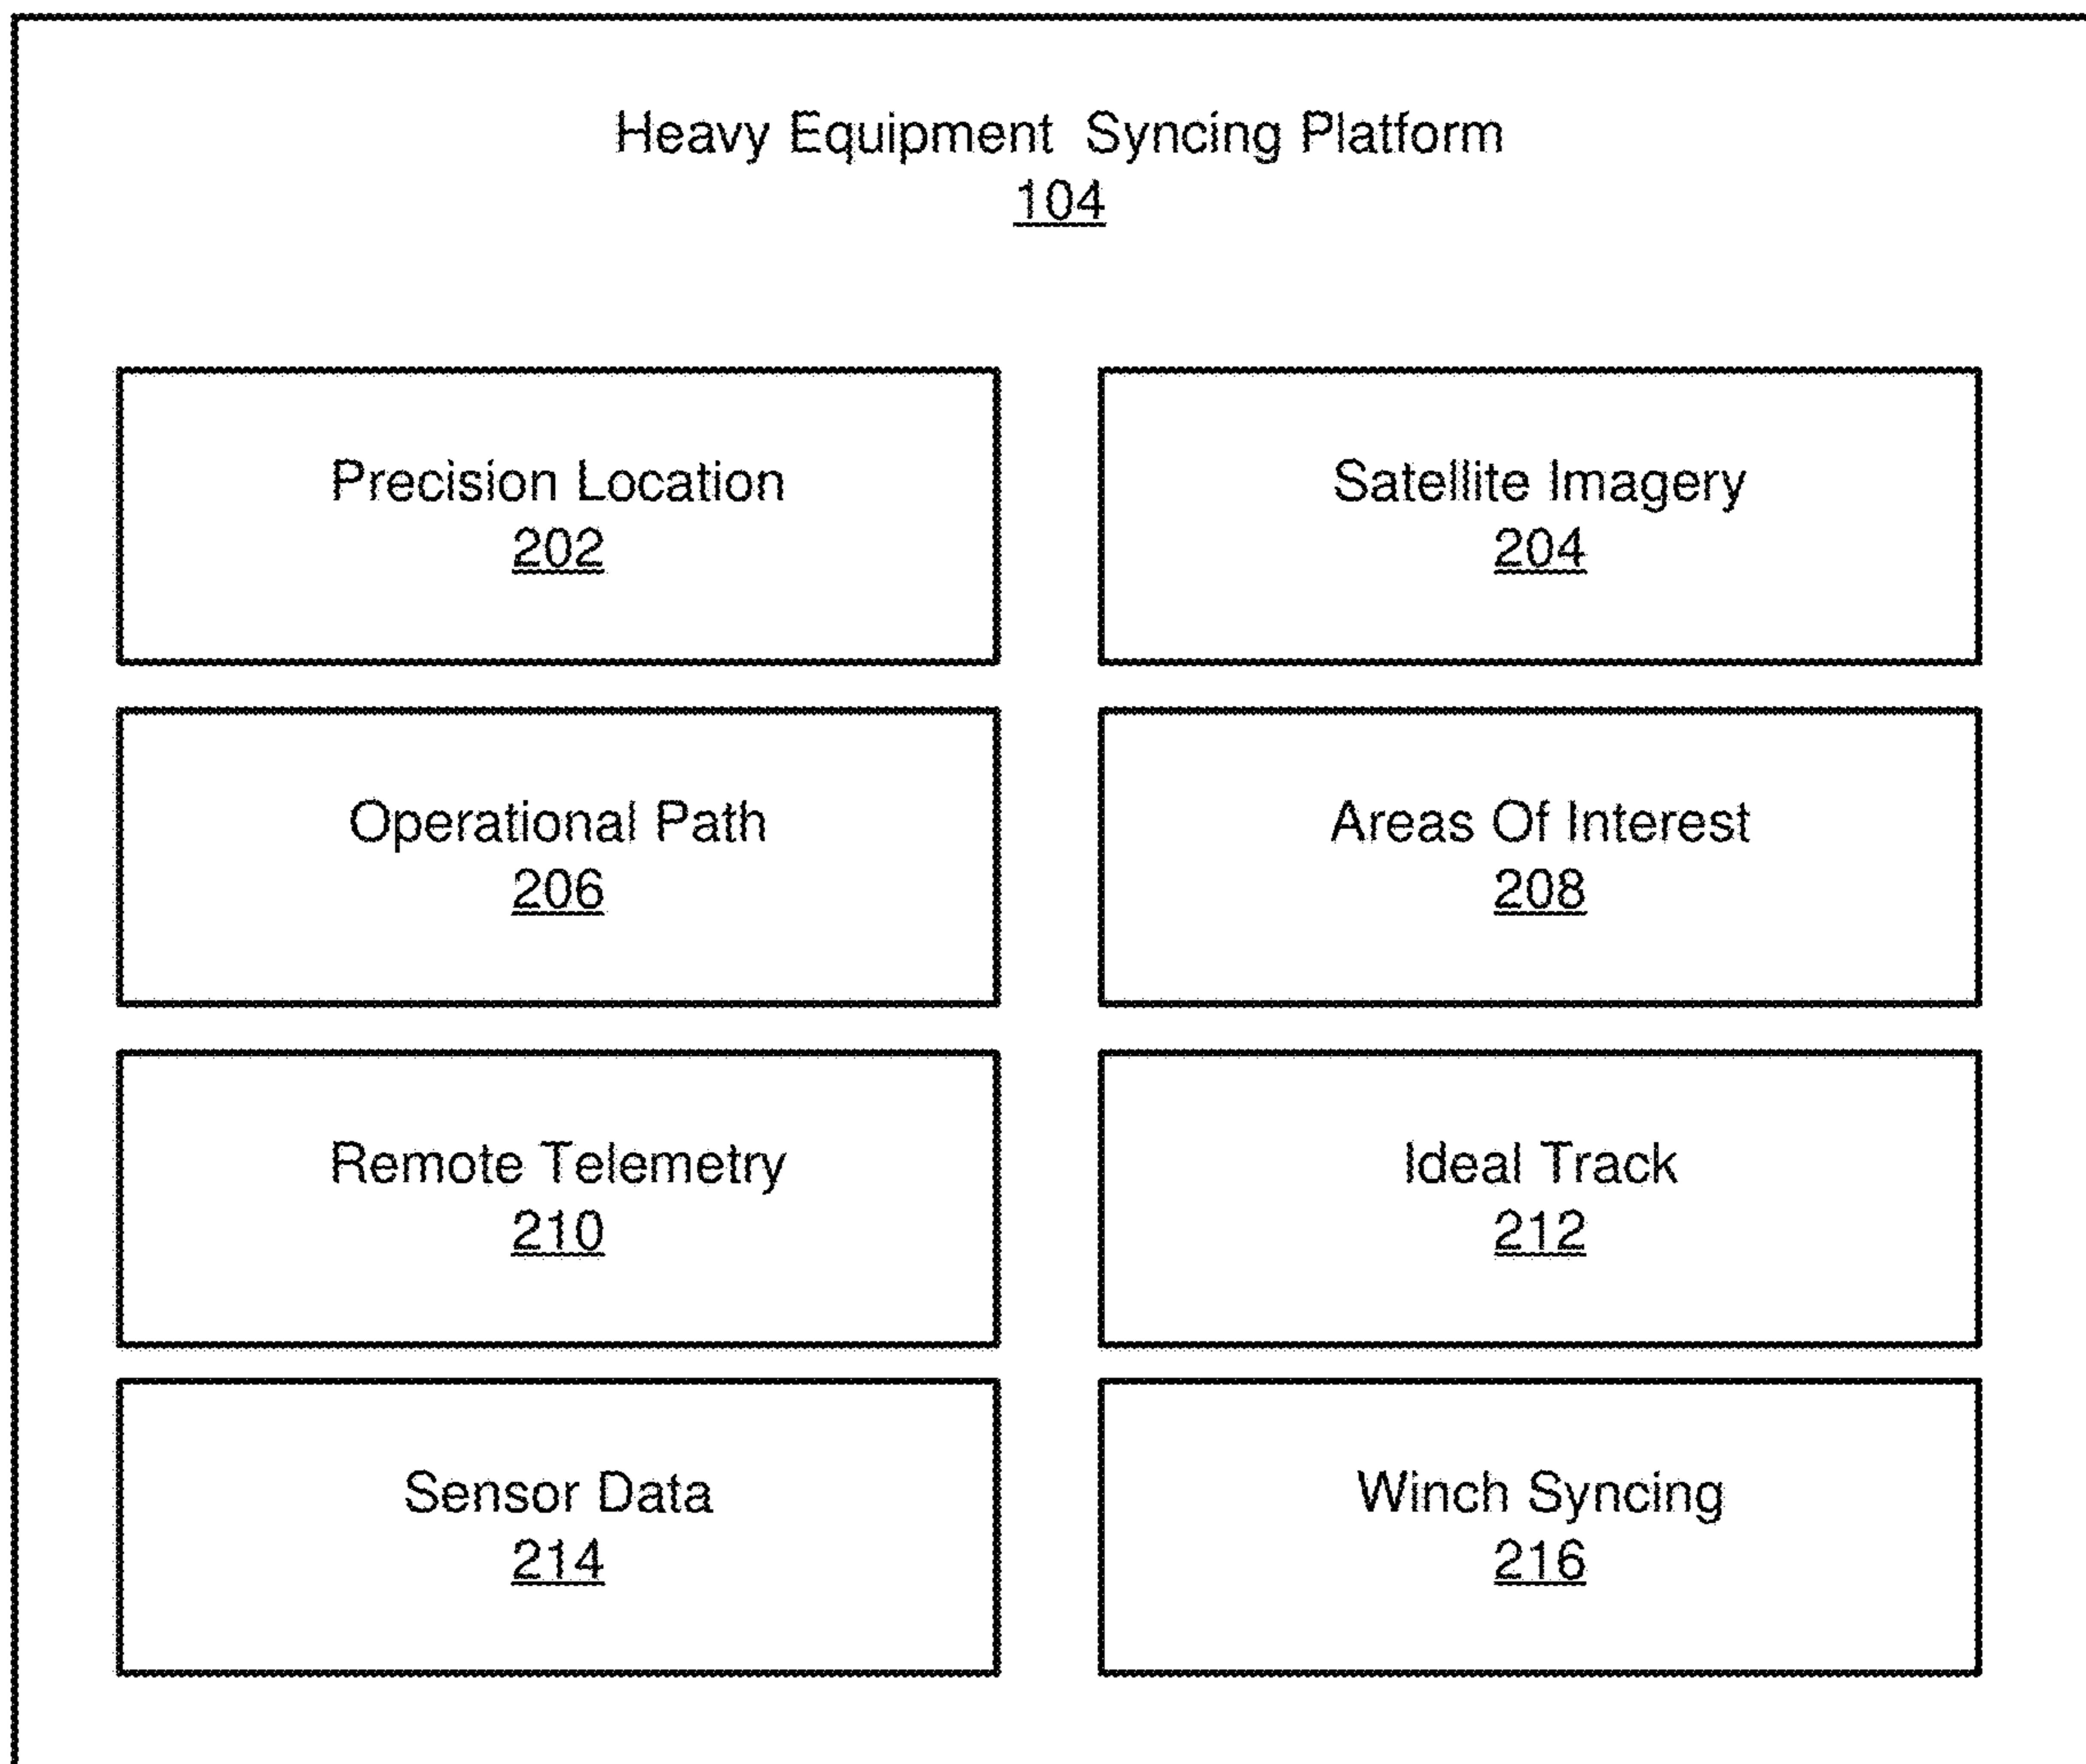 Heavy Equipment Syncing Platform
104
Precision Location
202
Satellite Imagery
204
Operational Path
206
Areas Of Interest
208
Remote Telemetry
210
Ideal Track
212
Sensor Data
214
Winch Syncing
216